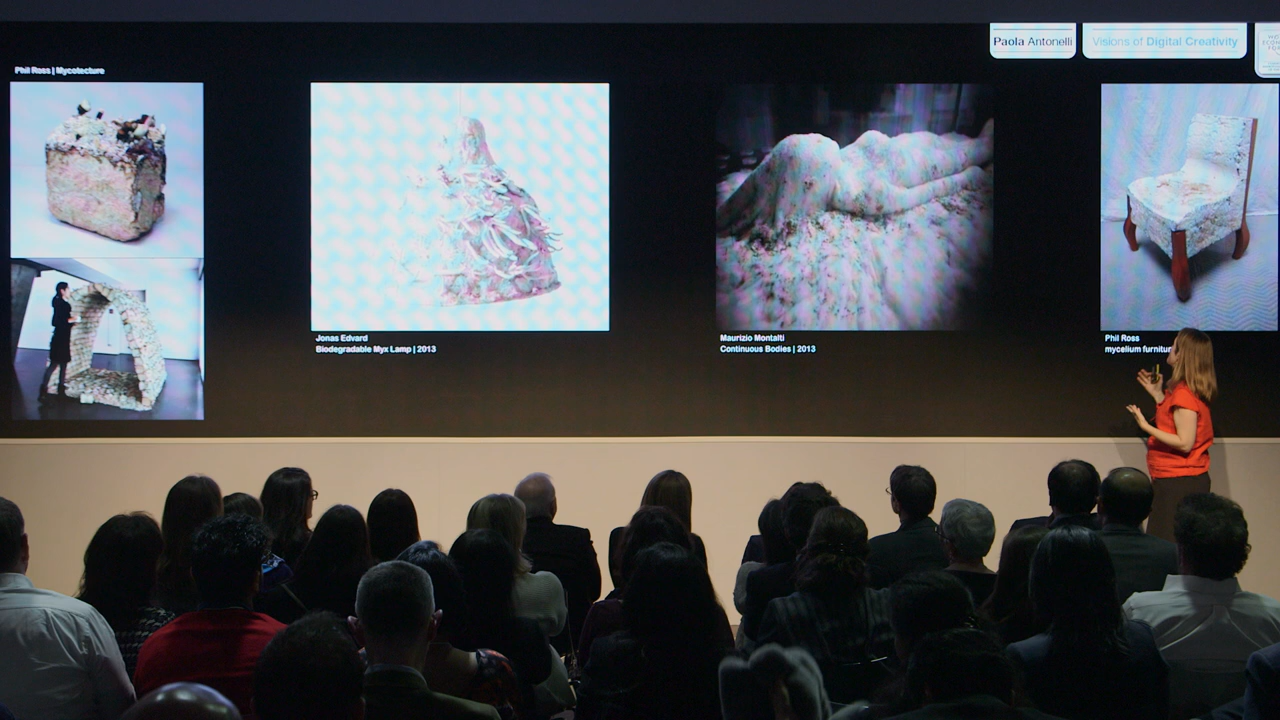 Paola Antonelli
Visions of Digital Creativity
Phil Ross | Mycotecture
Jonas Edvard
Biodegradable Myx Lamp | 2013
Maurizio Montalti
Continuous Bodies | 2013
Phil Ross
mycelium furnitur